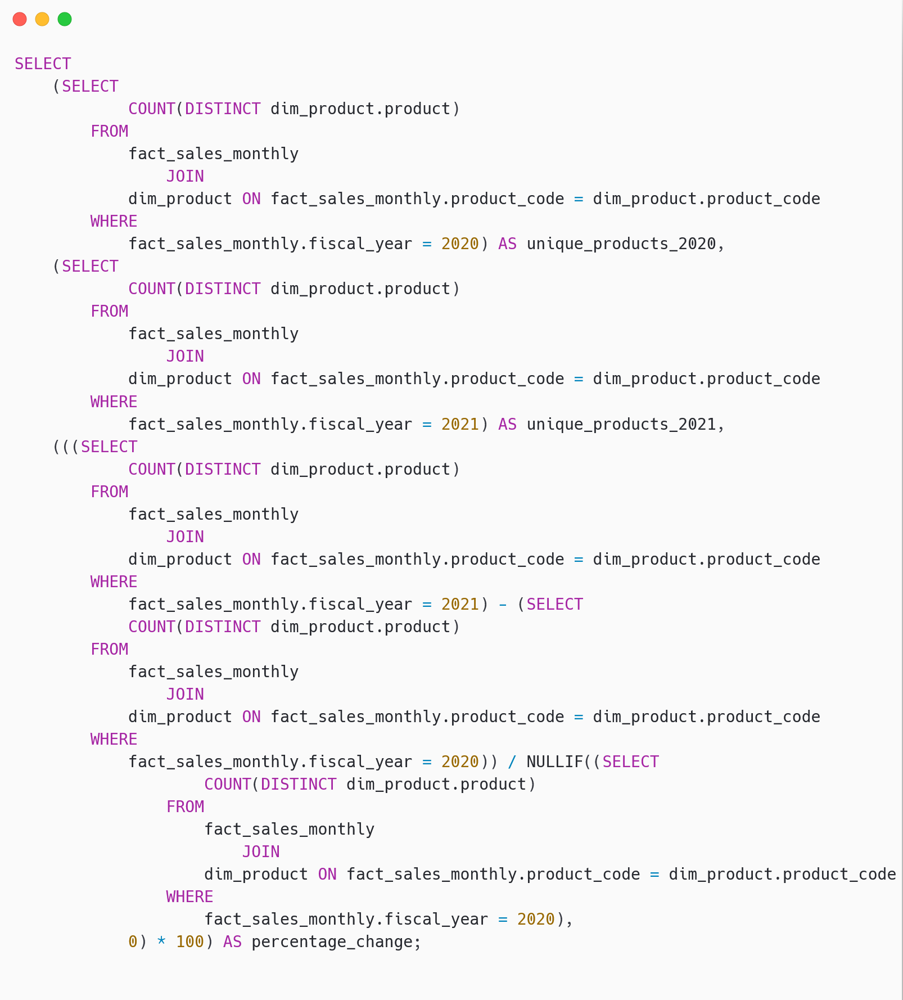 SELECT
    (SELECT
            COUNT(DISTINCT dim_product.product)
        FROM
            fact_sales_monthly
                JOIN
            dim_product ON fact_sales_monthly.product_code = dim_product.product_code
        WHERE
            fact_sales_monthly.fiscal_year = 2020) AS unique_products_2020,
    (SELECT
            COUNT(DISTINCT dim_product.product)
        FROM
            fact_sales_monthly
                JOIN
            dim_product ON fact_sales_monthly.product_code = dim_product.product_code
        WHERE
            fact_sales_monthly.fiscal_year = 2021) AS unique_products_2021,
    (((SELECT
            COUNT(DISTINCT dim_product.product)
        FROM
            fact_sales_monthly
                JOIN
            dim_product ON fact_sales_monthly.product_code = dim_product.product_code
        WHERE
            fact_sales_monthly.fiscal_year = 2021) - (SELECT
            COUNT(DISTINCT dim_product.product)
        FROM
            fact_sales_monthly
                JOIN
            dim_product ON fact_sales_monthly.product_code = dim_product.product_code
        WHERE
            fact_sales_monthly.fiscal_year = 2020)) / NULLIF((SELECT
                    COUNT(DISTINCT dim_product.product)
                FROM
                    fact_sales_monthly
                        JOIN
                    dim_product ON fact_sales_monthly.product_code = dim_product.product_code
                WHERE
                    fact_sales_monthly.fiscal_year = 2020),
            0) * 100) AS percentage_change;